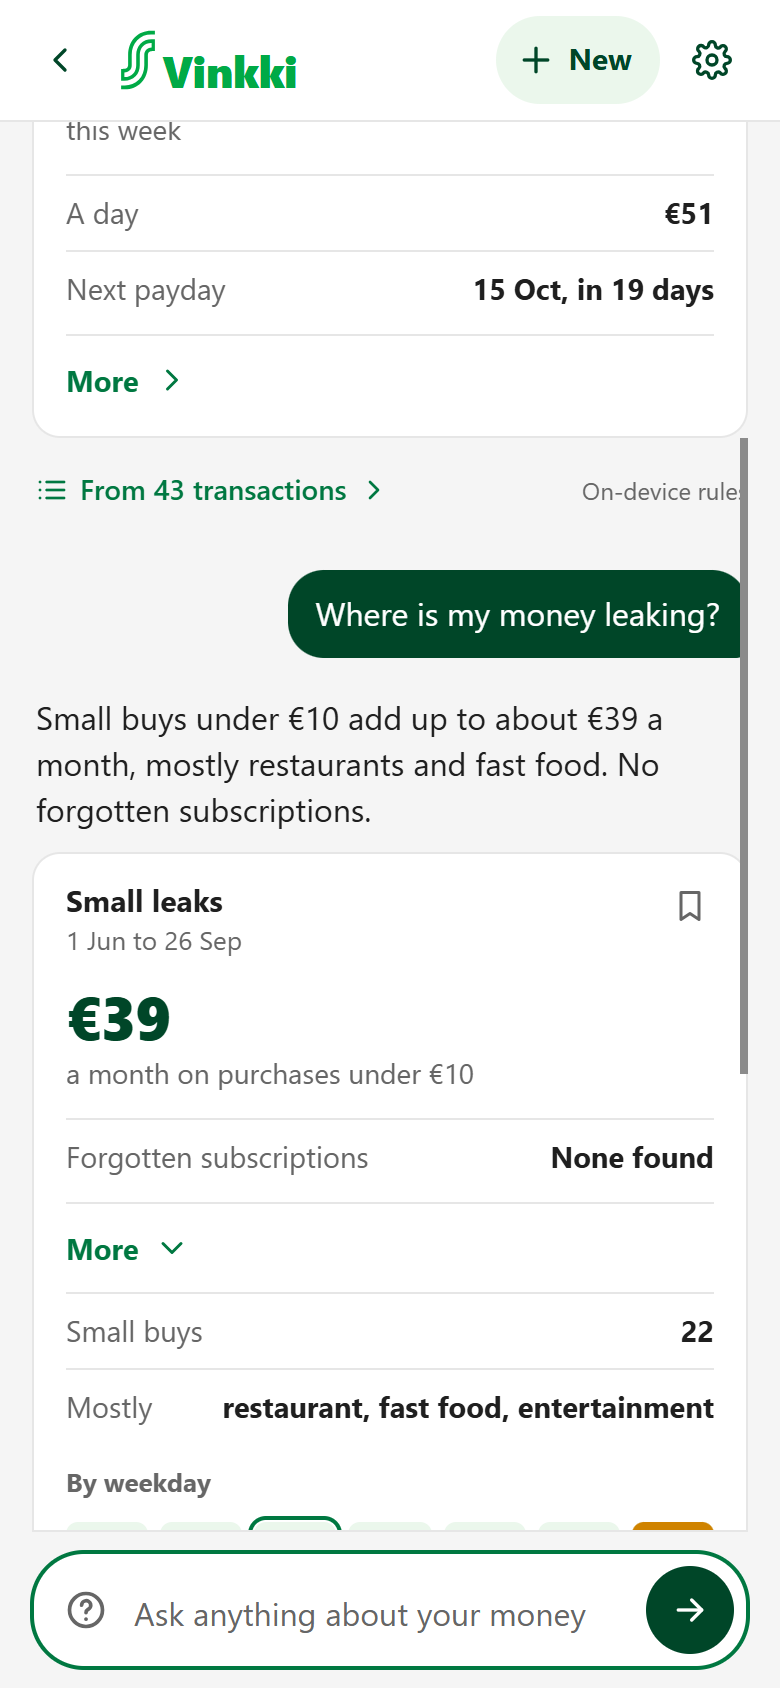 Vinkki
New
this week
A day €51
Next payday 15 Oct, in 19 days
More
From 43 transactions On-device rules
Where is my money leaking?
Small buys under €10 add up to about €39 a
month, mostly restaurants and fast food. No
forgotten subscriptions.
Small leaks
1 Jun to 26 Sep
€39
a month on purchases under €10
Forgotten subscriptions None found
More
Small buys 22
Mostly restaurant, fast food, entertainment
By weekday
Ask anything about your money